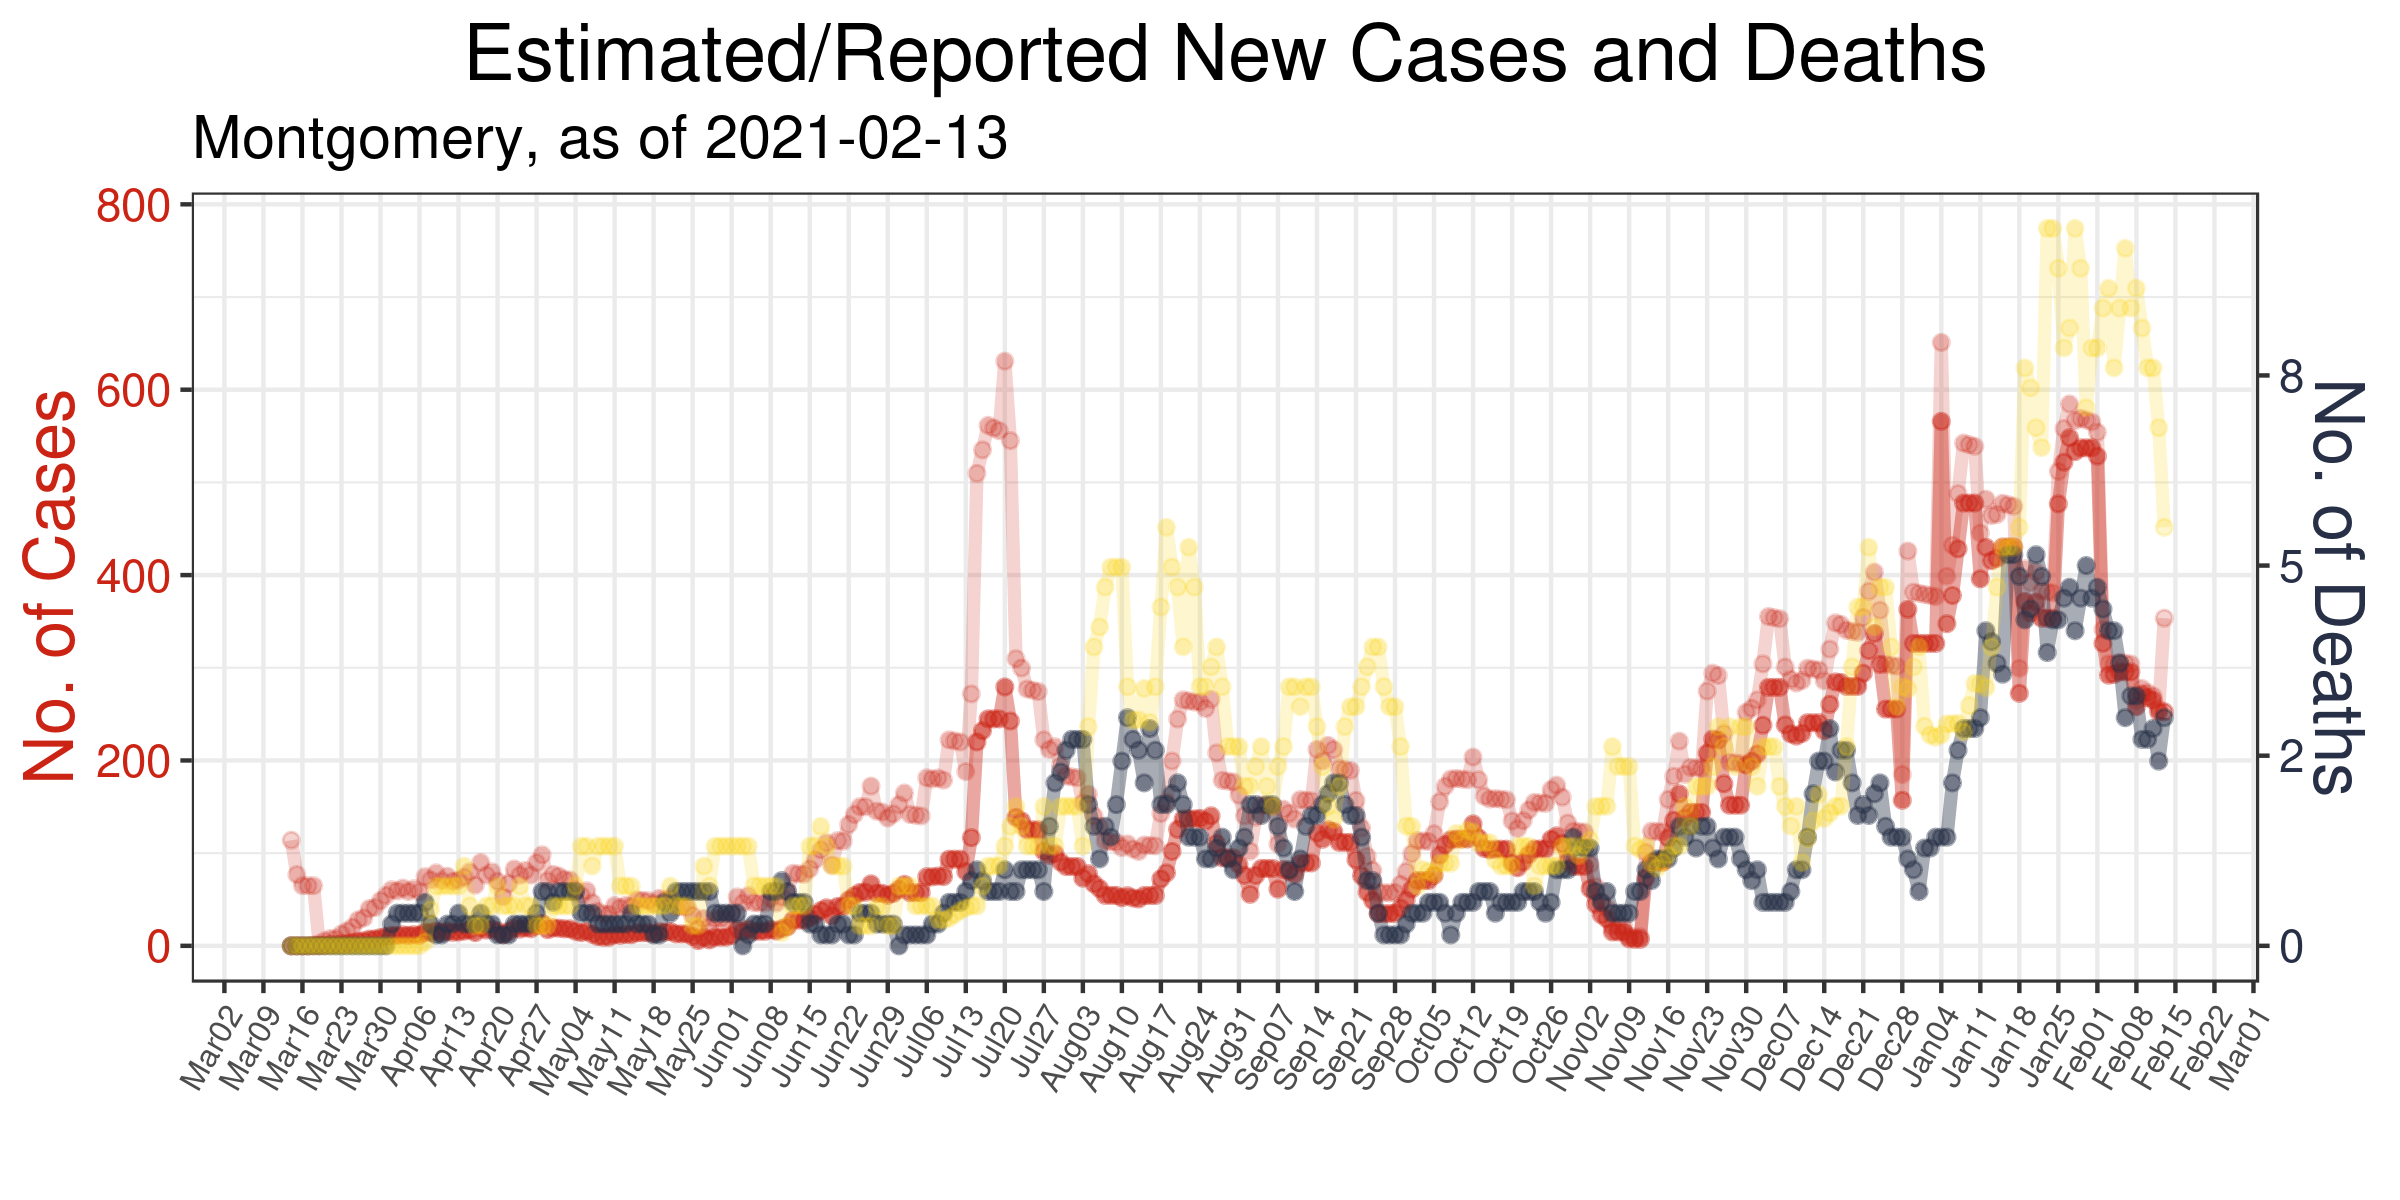 Estimated/Reported New Cases and Deaths
Montgomery, as of 2021-02-13
No. of Cases
800
600
400
200
0
8
5
2
0
No. of Deaths
Mar02
Mar09
Mar16
Mar23
Mar30
Apr06
Apr13
Apr20
Apr27
May04
May11
May18
May25
Jun01
Jun08
Jun15
Jun22
Jun29
Jul06
Jul13
Jul20
Jul27
Aug03
Aug10
Aug17
Aug24
Aug31
Sep07
Sep14
Sep21
Sep28
Oct05
Oct12
Oct19
Oct26
Nov02
Nov09
Nov16
Nov23
Nov30
Dec07
Dec14
Dec21
Dec28
Jan04
Jan11
Jan18
Jan25
Feb01
Feb08
Feb15
Feb22
Mar01